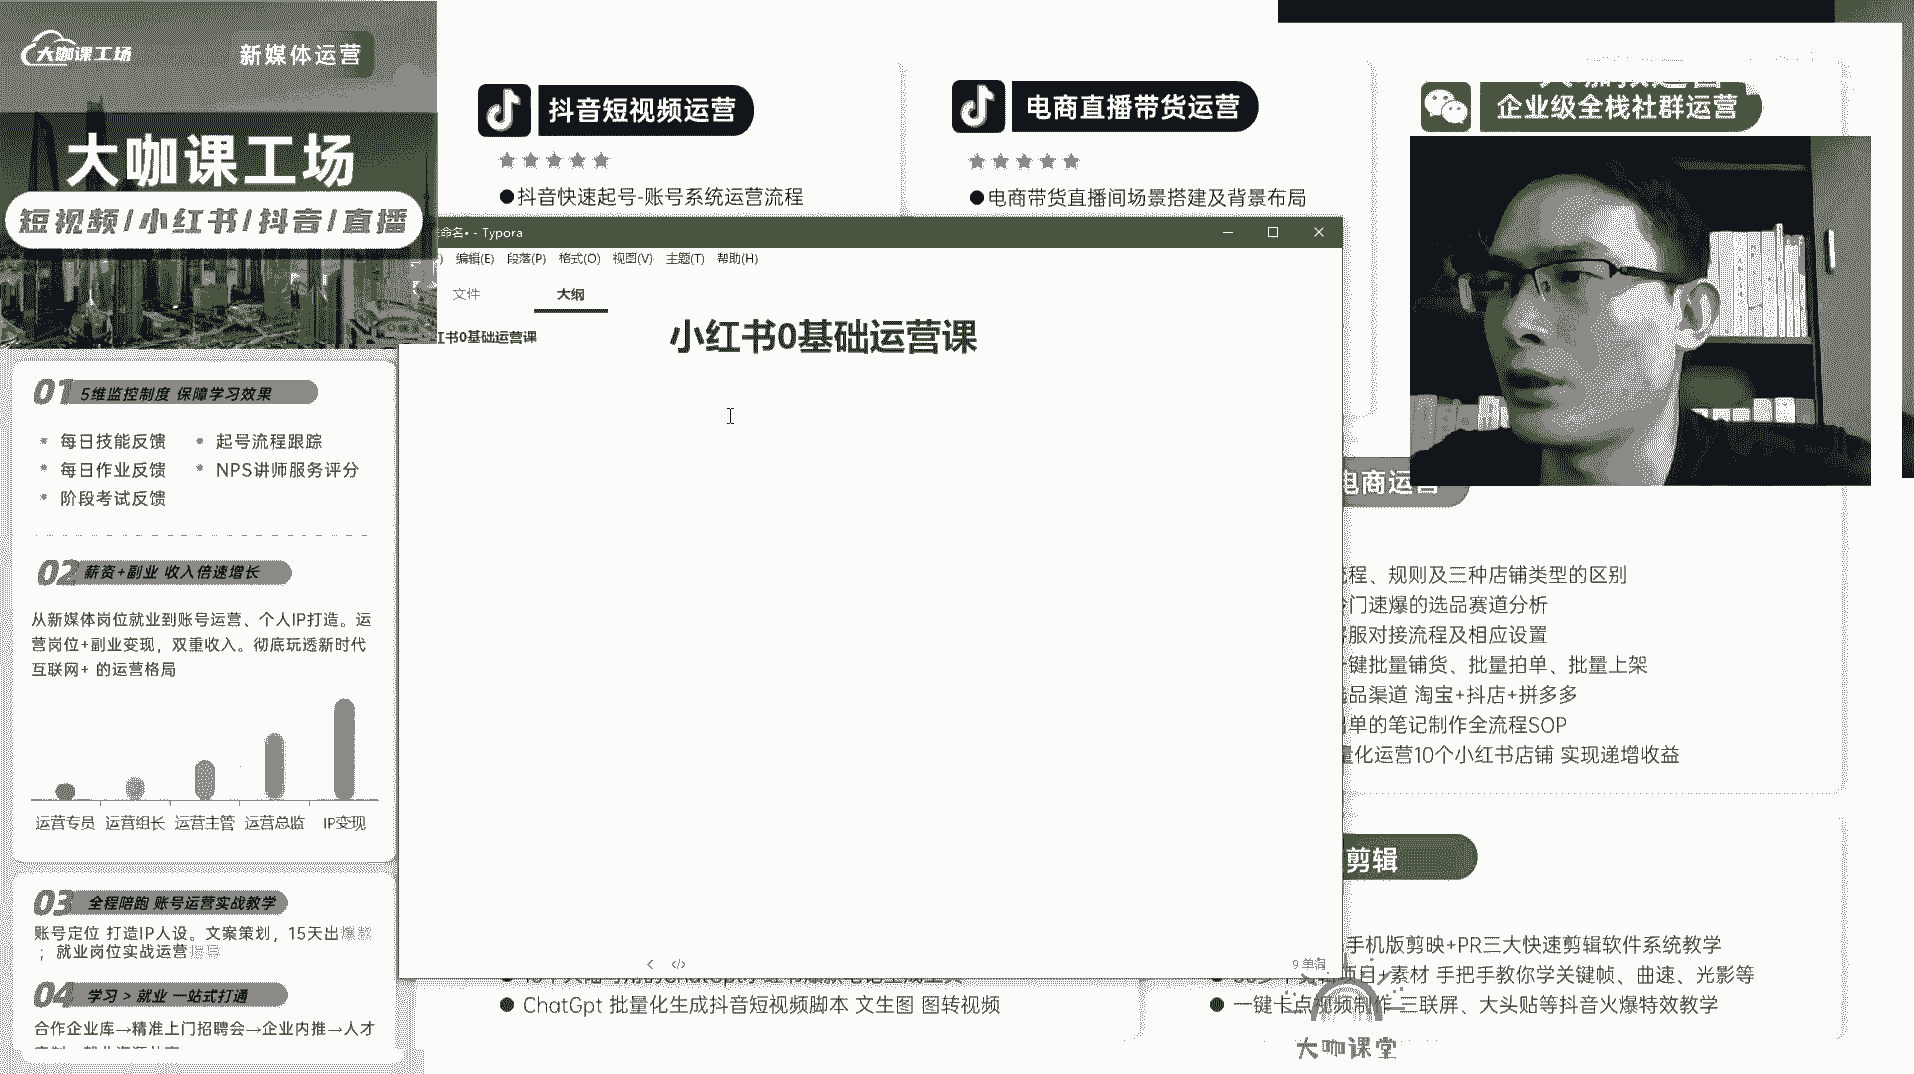 大咖课工场
新媒体运营
大咖课工场
短视频/小红书/抖音/直播
01 5维监控制度 保障学习效果
每日技能反馈
起号流程跟踪
每日作业反馈
NPS讲师服务评分
阶段考试反馈
02 薪资+副业 收入倍速增长
从新媒体岗位就业到账号运营、个人IP打造。运
营岗位+副业变现，双重收入。彻底玩透新时代
互联网+ 的运营格局
运营专员 运营组长 运营主管 运营总监 IP变现
03 全程陪跑 账号运营实战教学
账号定位 打造IP人设。文案策划，15天出爆款
；就业岗位实战运营指导
04 学习 > 就业 一站式打通
合作企业库→精准上门招聘会→企业内推→人才
抖音短视频运营
●抖音快速起号-账号系统运营流程
电商直播带货运营
●电商带货直播间场景搭建及背景布局
企业级全栈社群运营
命名• - Typora
) 编辑(E) 段落(P) 格式(O) 视图(V) 主题(T) 帮助(H)
文件
大纲
红书0基础运营课
小红书0基础运营课
</>
9 单词
电商运营
程、规则及三种店铺类型的区别
门速爆的选品赛道分析
服对接流程及相应设置
键批量铺货、批量拍单、批量上架
品渠道 淘宝+抖店+拼多多
单的笔记制作全流程SOP
量化运营10个小红书店铺 实现递增收益
剪辑
手机版剪映+PR三大快速剪辑软件系统教学
项目+素材 手把手教你学关键帧、曲速、光影等
●一键卡点视频制作 三联屏、大头贴等抖音火爆特效教学
●ChatGpt 批量化生成抖音短视频脚本 文生图 图转视频
大咖课堂